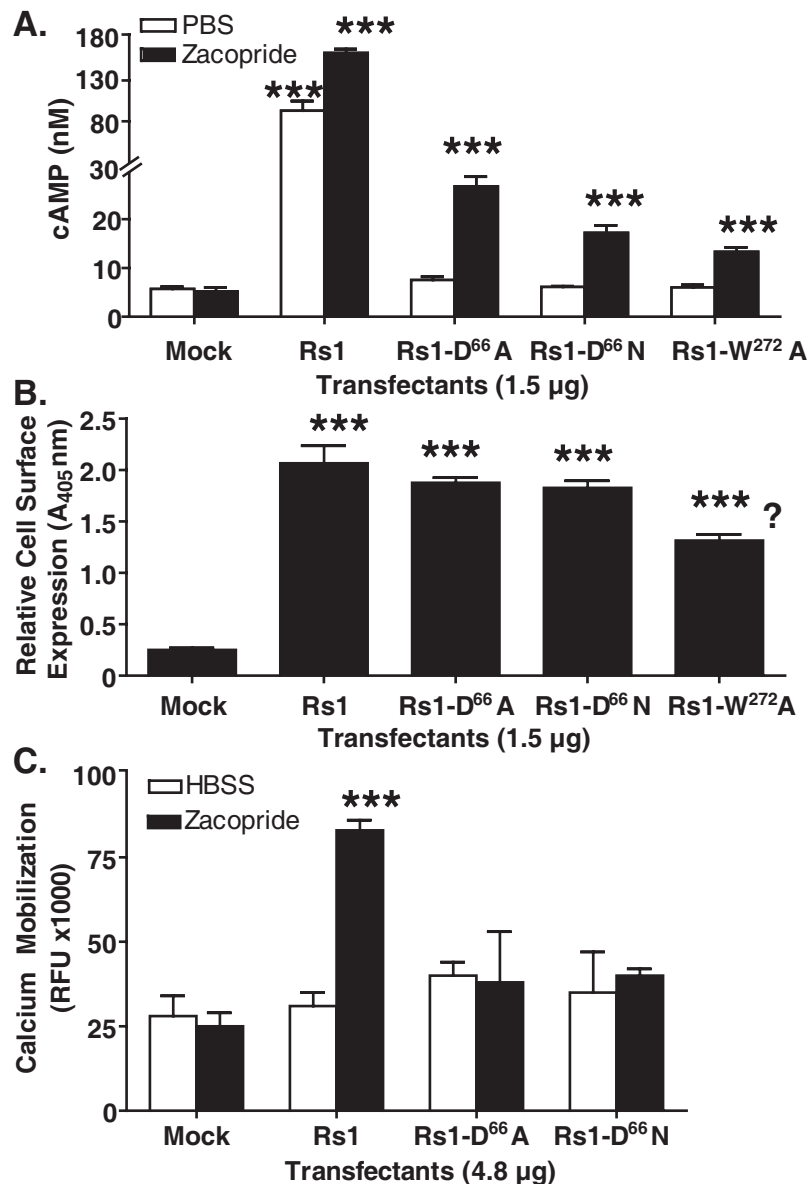 A.
PBS
Zacopride
***
***
***
***
***
cAMP (nM)
180
130
80
30
20
10
0
Mock Rs1 Rs1-D⁶⁶A Rs1-D⁶⁶N Rs1-W²⁷²A
Transfectants (1.5 µg)
B.
Relative Cell Surface
Expression (A₄₀₅nm)
2.5
2.0
1.5
1.0
0.5
0
***
***
***
*** ?
Mock Rs1 Rs1-D⁶⁶A Rs1-D⁶⁶N Rs1-W²⁷²A
Transfectants (1.5 µg)
C.
HBSS
Zacopride
***
Calcium Mobilization
(RFU x1000)
100
75
50
25
0
Mock Rs1 Rs1-D⁶⁶A Rs1-D⁶⁶N
Transfectants (4.8 µg)